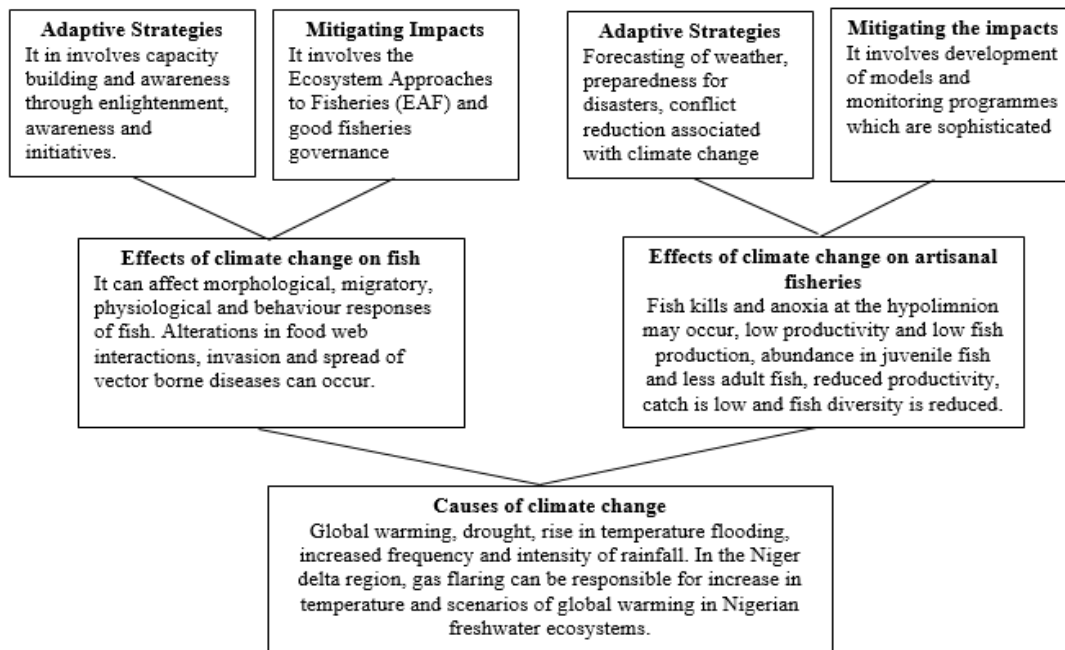 Adaptive Strategies
It in involves capacity
building and awareness
through enlightenment,
awareness and
initiatives.
Mitigating Impacts
It involves the
Ecosystem Approaches
to Fisheries (EAF) and
good fisheries
governance
Adaptive Strategies
Forecasting of weather,
preparedness for
disasters, conflict
reduction associated
with climate change
Mitigating the impacts
It involves development
of models and
monitoring programmes
which are sophisticated
Effects of climate change on fish
It can affect morphological, migratory,
physiological and behaviour responses
of fish. Alterations in food web
interactions, invasion and spread of
vector borne diseases can occur.
Effects of climate change on artisanal
fisheries
Fish kills and anoxia at the hypolimnion
may occur, low productivity and low fish
production, abundance in juvenile fish
and less adult fish, reduced productivity,
catch is low and fish diversity is reduced.
Causes of climate change
Global warming, drought, rise in temperature flooding,
increased frequency and intensity of rainfall. In the Niger
delta region, gas flaring can be responsible for increase in
temperature and scenarios of global warming in Nigerian
freshwater ecosystems.